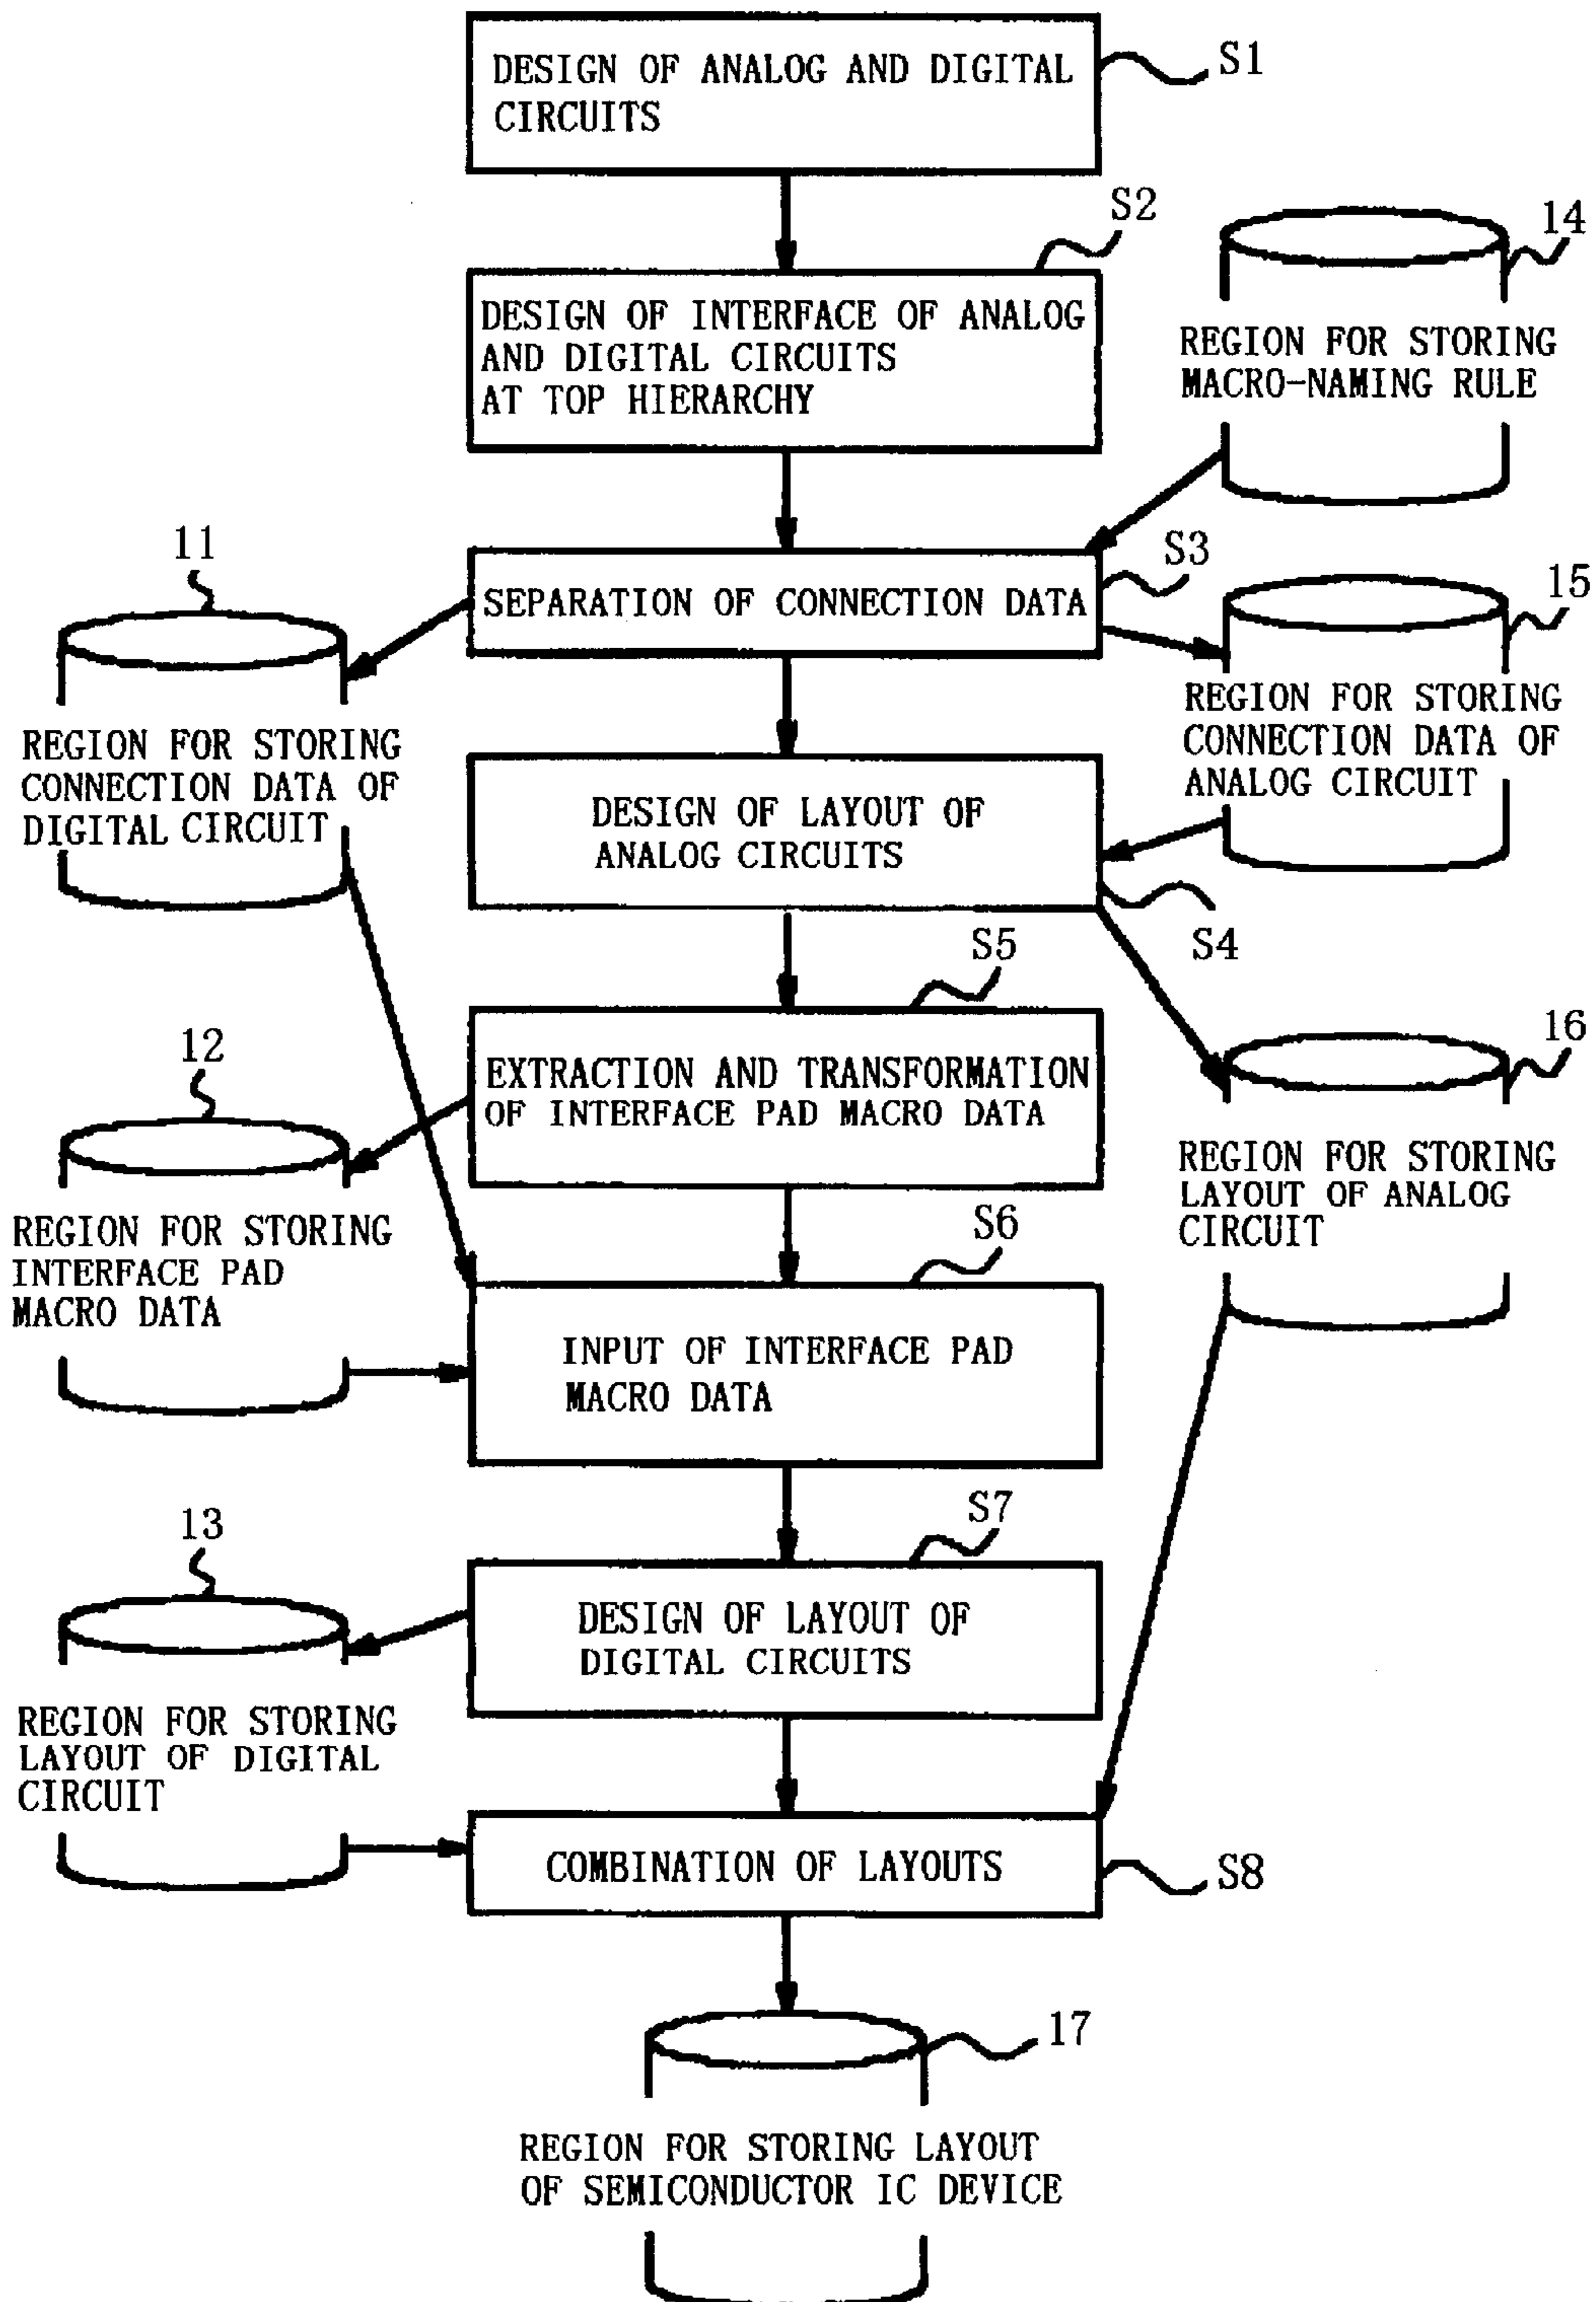 DESIGN OF ANALOG AND DIGITAL
CIRCUITS
S1
S2
DESIGN OF INTERFACE OF ANALOG
AND DIGITAL CIRCUITS
AT TOP HIERARCHY
14
REGION FOR STORING
MACRO-NAMING RULE
11
SEPARATION OF CONNECTION DATA
S3
15
REGION FOR STORING
CONNECTION DATA OF
DIGITAL CIRCUIT
REGION FOR STORING
CONNECTION DATA OF
ANALOG CIRCUIT
DESIGN OF LAYOUT OF
ANALOG CIRCUITS
S4
S5
12
EXTRACTION AND TRANSFORMATION
OF INTERFACE PAD MACRO DATA
16
REGION FOR STORING
INTERFACE PAD
MACRO DATA
REGION FOR STORING
LAYOUT OF ANALOG
CIRCUIT
S6
INPUT OF INTERFACE PAD
MACRO DATA
13
S7
DESIGN OF LAYOUT OF
DIGITAL CIRCUITS
REGION FOR STORING
LAYOUT OF DIGITAL
CIRCUIT
COMBINATION OF LAYOUTS
S8
17
REGION FOR STORING LAYOUT
OF SEMICONDUCTOR IC DEVICE